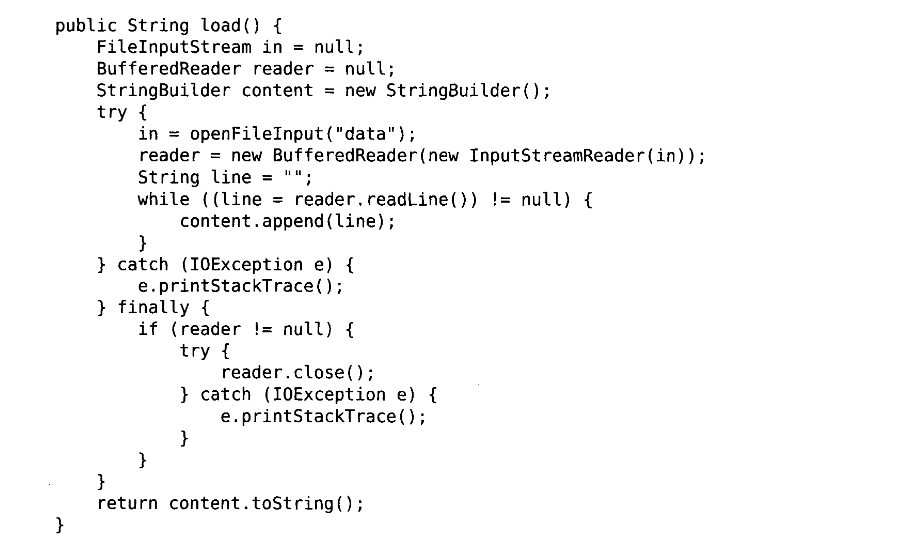 public String load() {
    FileInputStream in = null;
    BufferedReader reader = null;
    StringBuilder content = new StringBuilder();
    try {
        in = openFileInput("data");
        reader = new BufferedReader(new InputStreamReader(in));
        String line = "";
        while ((line = reader.readLine()) != null) {
            content.append(line);
        }
    } catch (IOException e) {
        e.printStackTrace();
    } finally {
        if (reader != null) {
            try {
                reader.close();
            } catch (IOException e) {
                e.printStackTrace();
            }
        }
    }
    return content.toString();
}